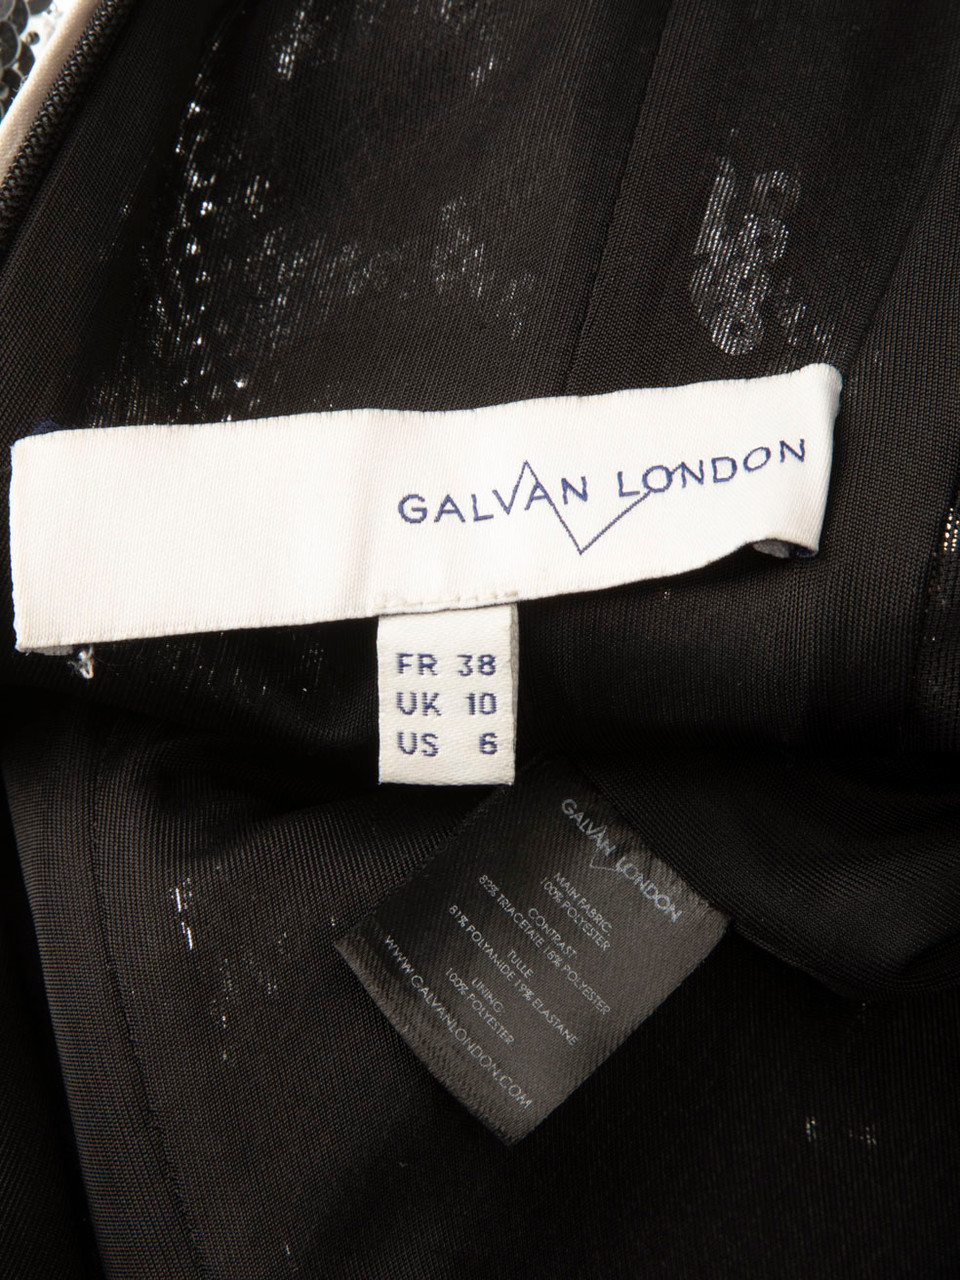 GALVAN LONDON
FR 38
UK 10
US 6
GALVAN LONDON
MAIN FABRIC:
100% POLYESTER
CONTRAST
82% TRIACETATE 18% POLYESTER
TULLE
81% POLYAMIDE 19% ELASTANE
LINING:
100% POLYESTER
WWW.GALVANLONDON.COM